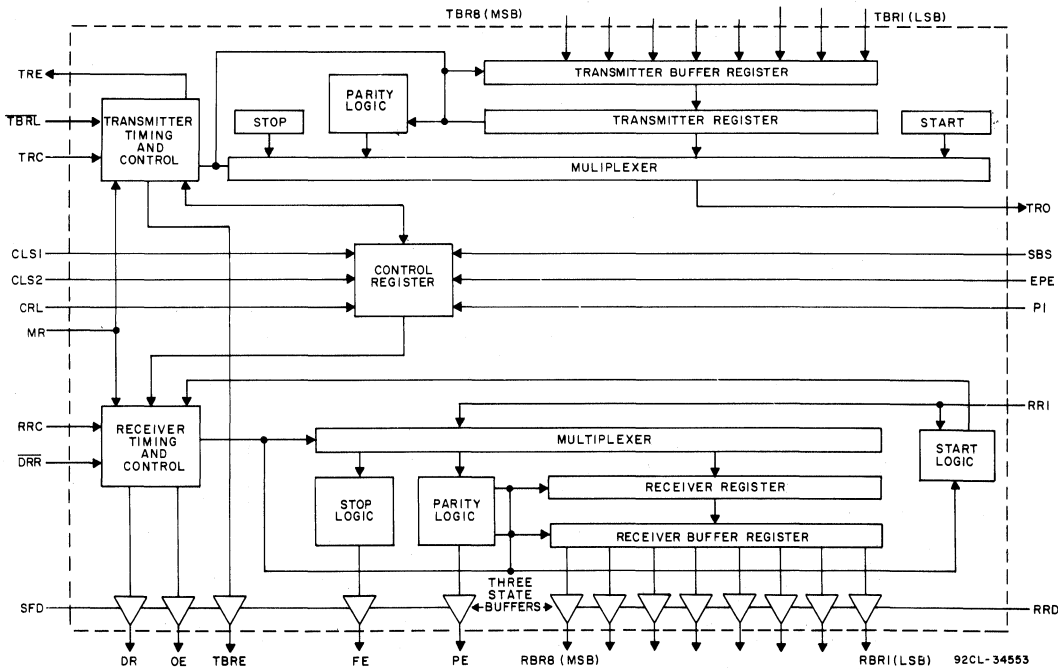 TBR8 (MSB)
TBR1 (LSB)
TRE
TRANSMITTER BUFFER REGISTER
PARITY
LOGIC
TBRL
TRANSMITTER
TIMING
AND
CONTROL
STOP
TRANSMITTER REGISTER
START
TRC
MULIPLEXER
TRO
CLS1
CONTROL
REGISTER
SBS
CLS2
EPE
CRL
PI
MR
RRI
RRC
RECEIVER
TIMING
AND
CONTROL
MULTIPLEXER
START
LOGIC
DRR
STOP
LOGIC
PARITY
LOGIC
RECEIVER REGISTER
RECEIVER BUFFER REGISTER
THREE
STATE
BUFFERS
SFD
RRD
DR
OE
TBRE
FE
PE
RBR8 (MSB)
RBR1 (LSB)
92CL-34553